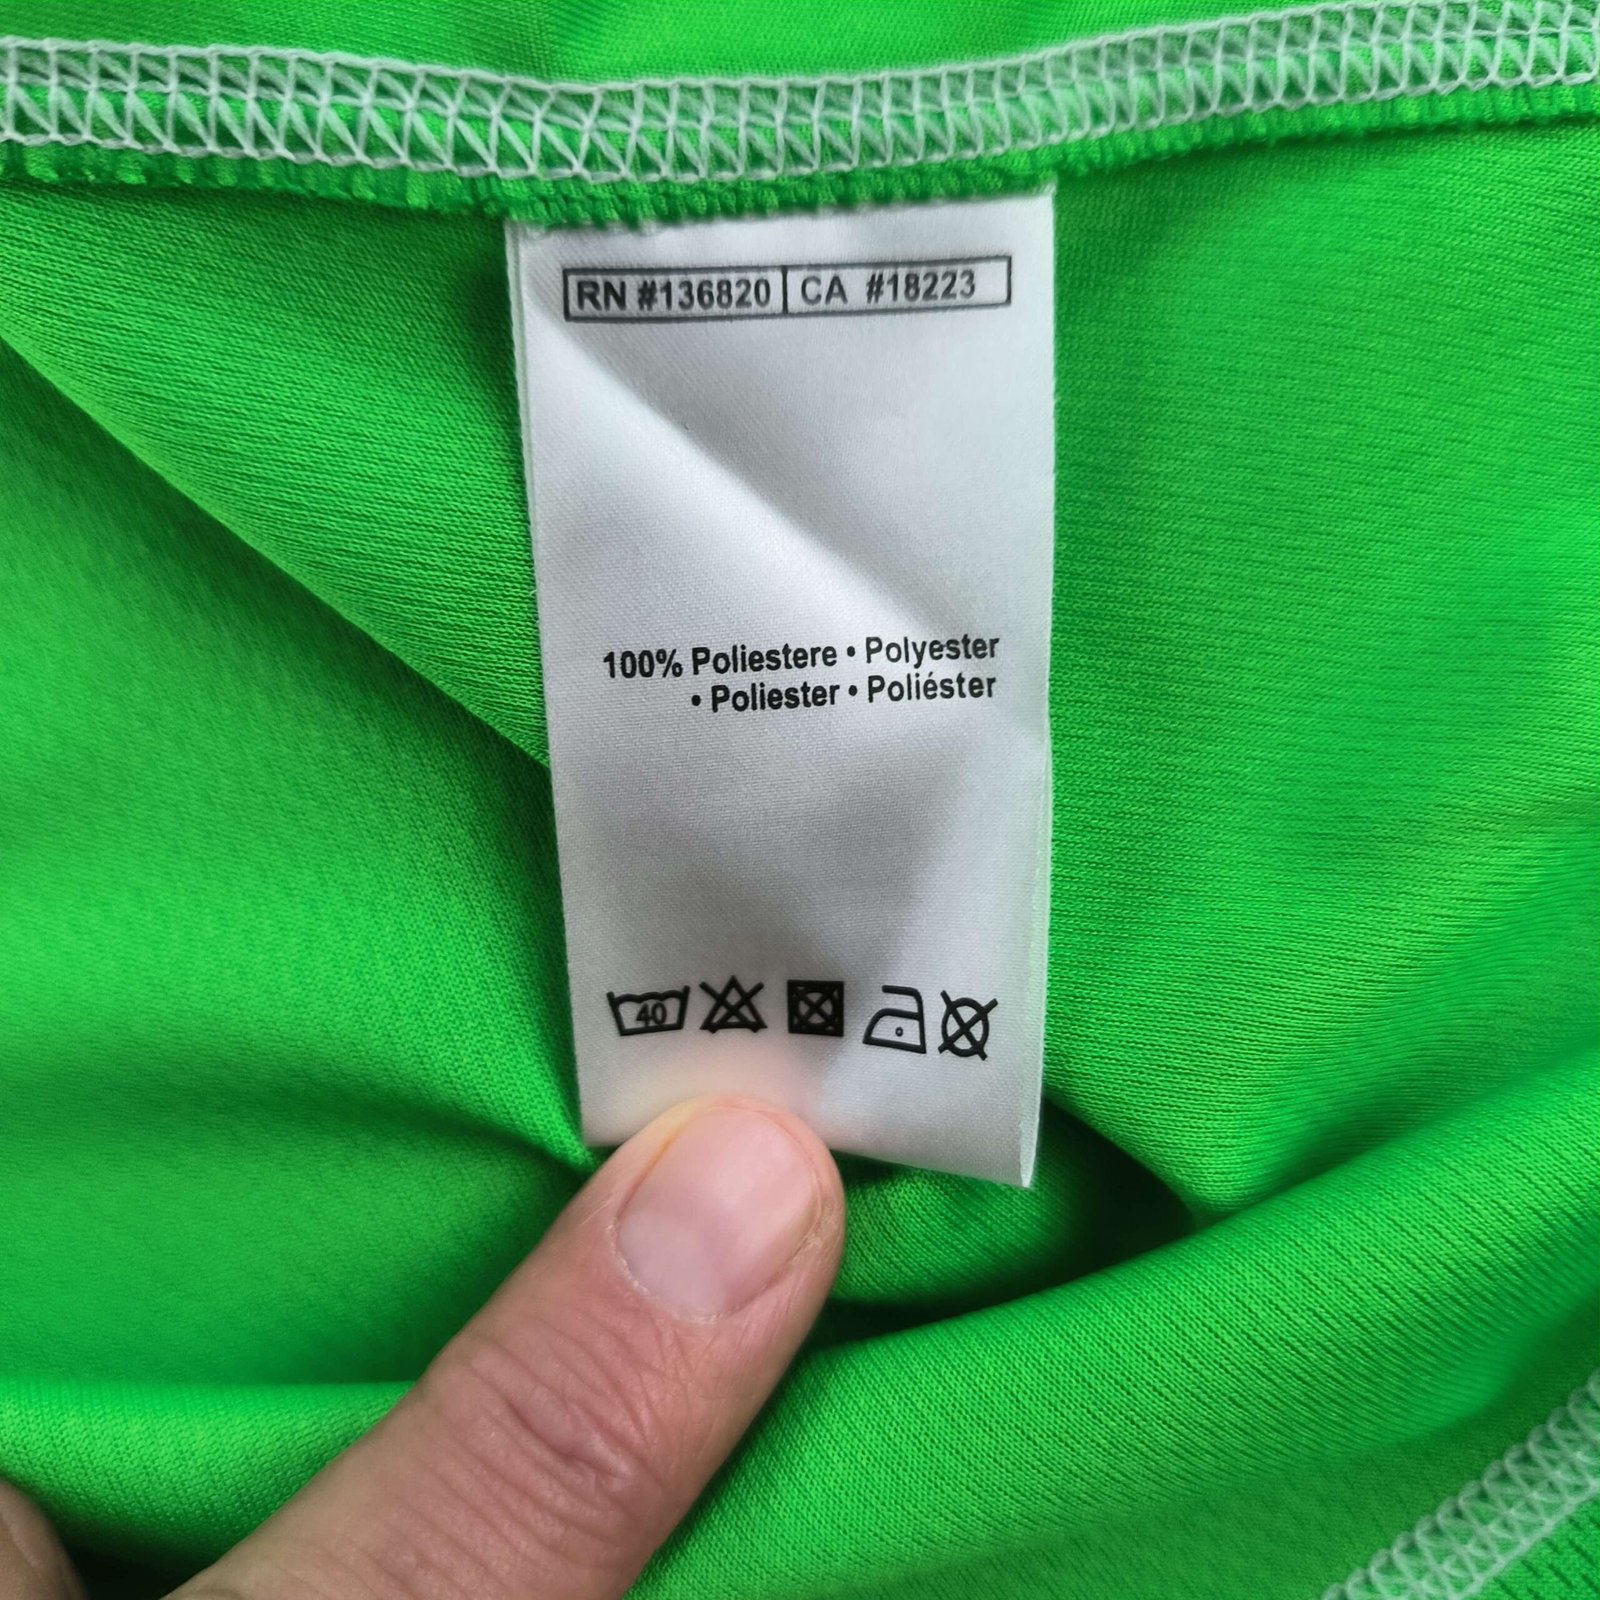 RN #136820 CA #18223
100% Poliestere • Polyester
• Poliester • Poliéster
40